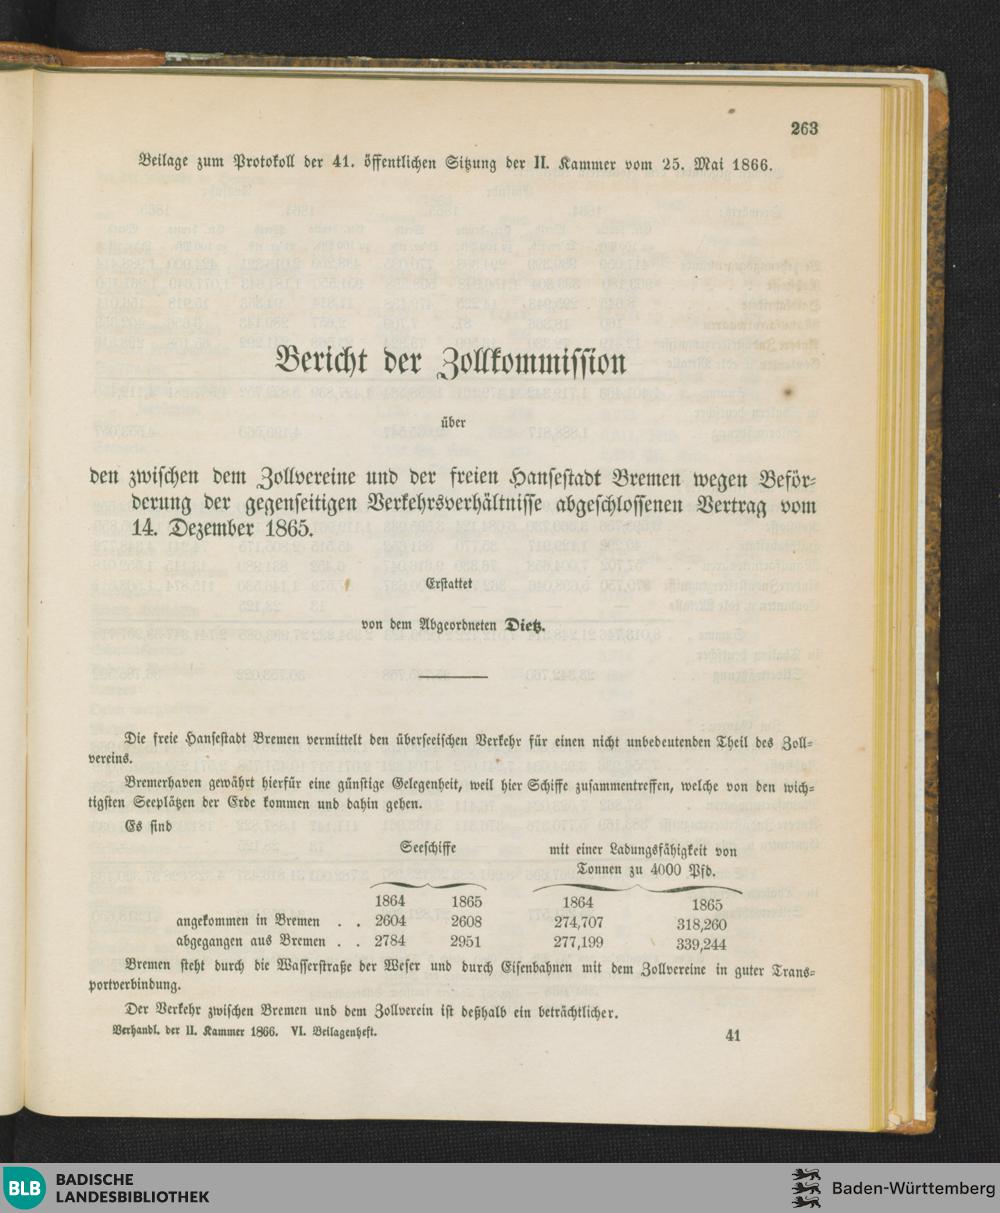 263
Beilage zum Protokoll der 41. öffentlichen Sitzung der II. Kammer vom 25. Mai 1866.
Bericht der Zollkommission
über
den zwischen dem Zollvereine und der freien Hansestadt Bremen wegen Beför-
derung der gegenseitigen Verkehrsverhältnisse abgeschlossenen Vertrag vom
14. Dezember 1865.
Erstattet
von dem Abgeordneten Dietz.
Die freie Hansestadt Bremen vermittelt den überseeischen Verkehr für einen nicht unbedeutenden Theil des Zoll-
vereins.
Bremerhaven gewährt hierfür eine günstige Gelegenheit, weil hier Schiffe zusammentreffen, welche von den wich-
tigsten Seeplätzen der Erde kommen und dahin gehen.
Es sind
Seeschiffe mit einer Ladungsfähigkeit von
Tonnen zu 4000 Pfd.
1864 1865 1864 1865
angekommen in Bremen . . 2604 2608 274,707 318,260
abgegangen aus Bremen . . 2784 2951 277,199 339,244
Bremen steht durch die Wasserstraße der Weser und durch Eisenbahnen mit dem Zollvereine in guter Trans-
portverbindung.
Der Verkehr zwischen Bremen und dem Zollverein ist deßhalb ein beträchtlicher.
Verhandl. der II. Kammer 1866. VI. Beilagenheft. 41
BLB BADISCHE
LANDESBIBLIOTHEK
Baden-Württemberg